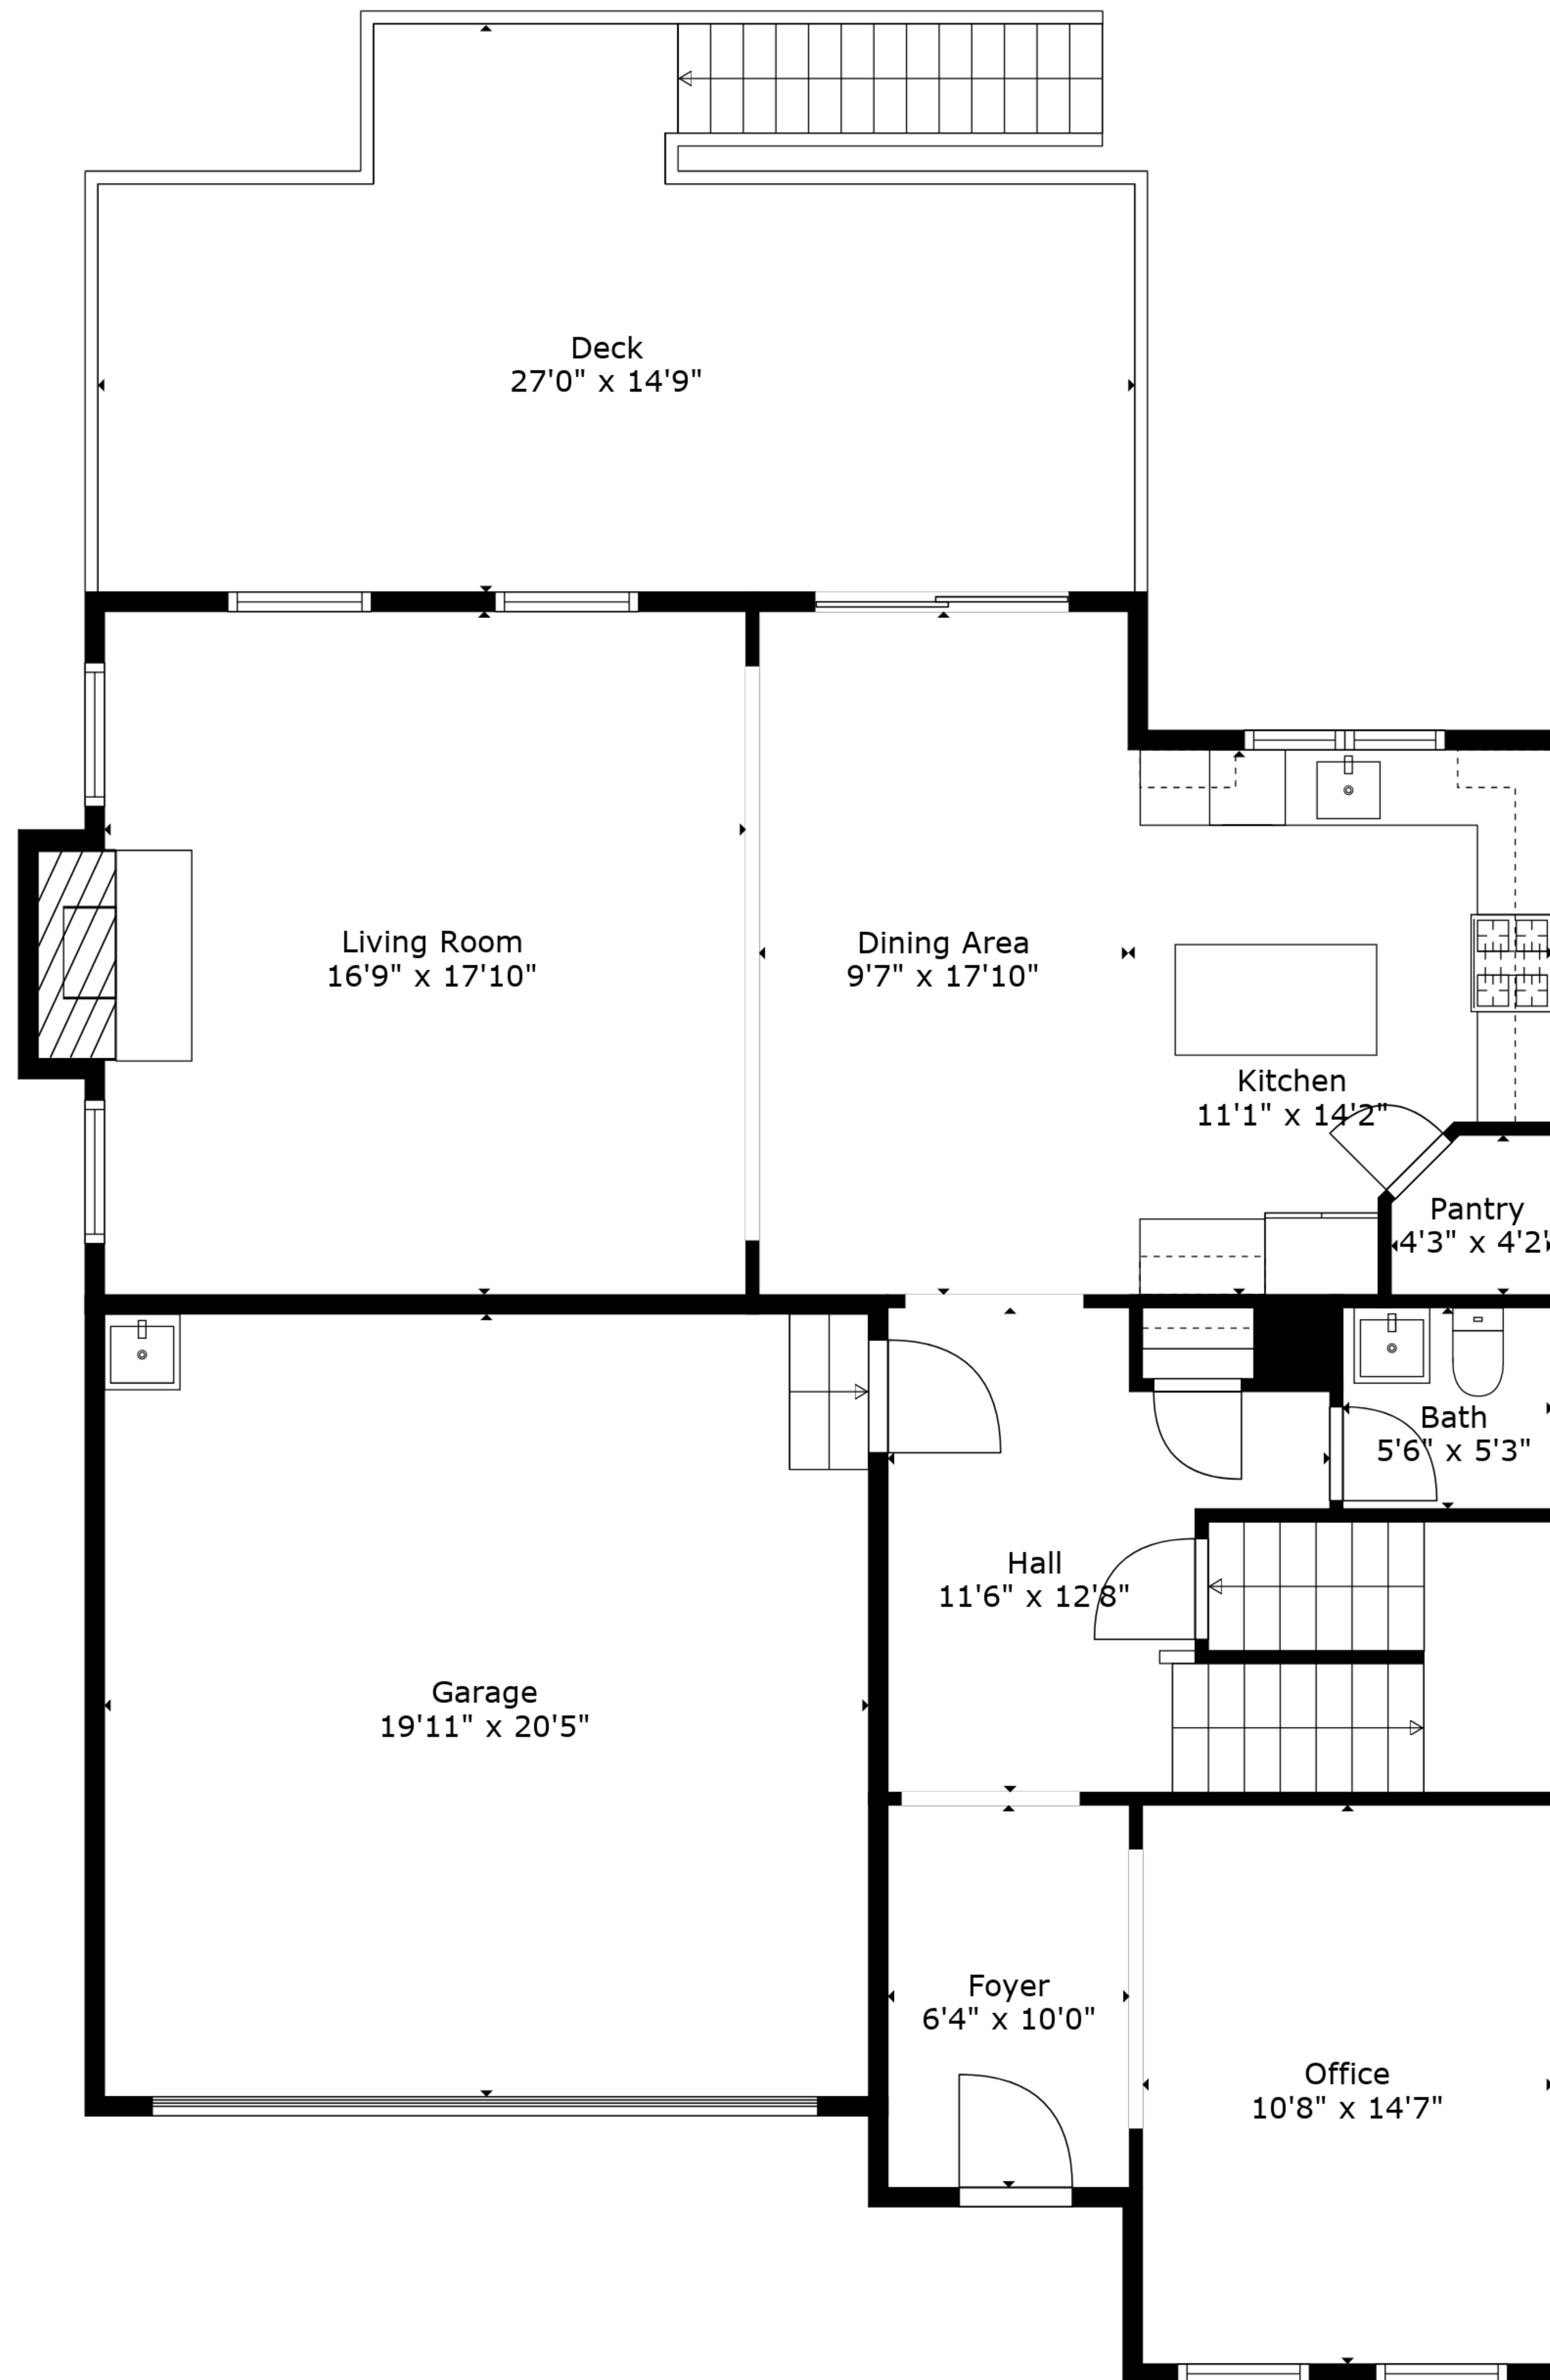 Deck
27'0" x 14'9"
Living Room
16'9" x 17'10"
Dining Area
9'7" x 17'10"
Kitchen
11'1" x 14'2"
Pantry
4'3" x 4'2"
Bath
5'6" x 5'3"
Hall
11'6" x 12'8"
Garage
19'11" x 20'5"
Foyer
6'4" x 10'0"
Office
10'8" x 14'7"